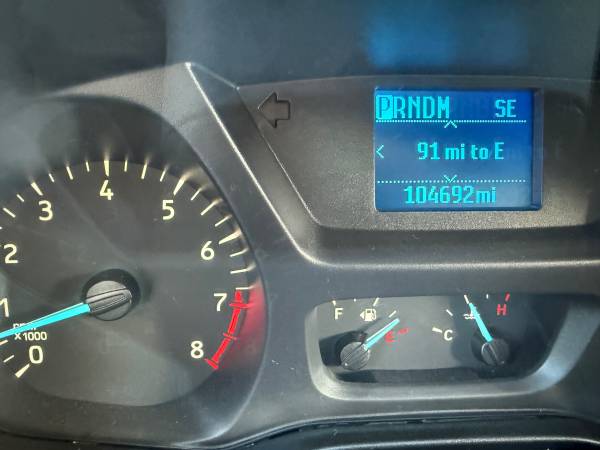 PRNDM SE
< 91 mi to E
104692mi
0
1
2
3
4
5
6
7
8
RPM
X1000
F
E
C
H